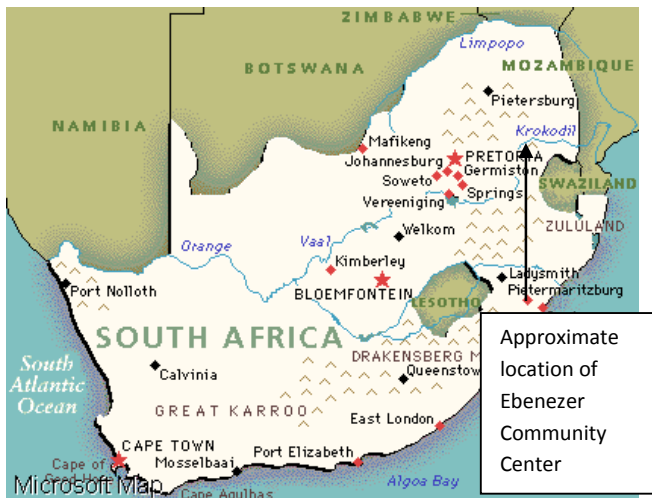 ZIMBABWE
Limpopo
BOTSWANA
MOZAMBIQUE
Pietersburg
NAMIBIA
Krokodil
Mafikeng
Johannesburg
PRETORIA
Germiston
Soweto
SWAZILAND
Springs
Vereeniging
ZULULAND
Welkom
Orange
Vaal
Kimberley
Ladysmith
Port Nolloth
BLOEMFONTEIN
LESOTHO
Pietermaritzburg
SOUTH AFRICA
Approximate
location of
Ebenezer
Community
Center
DRAKENSBERG M
South
Atlantic
Ocean
Calvinia
Queenstow
GREAT KARROO
East London
CAPE TOWN
Port Elizabeth
Cape of
Mosselbaai
Algoa Bay
Microsoft Map
Cape Agulhas